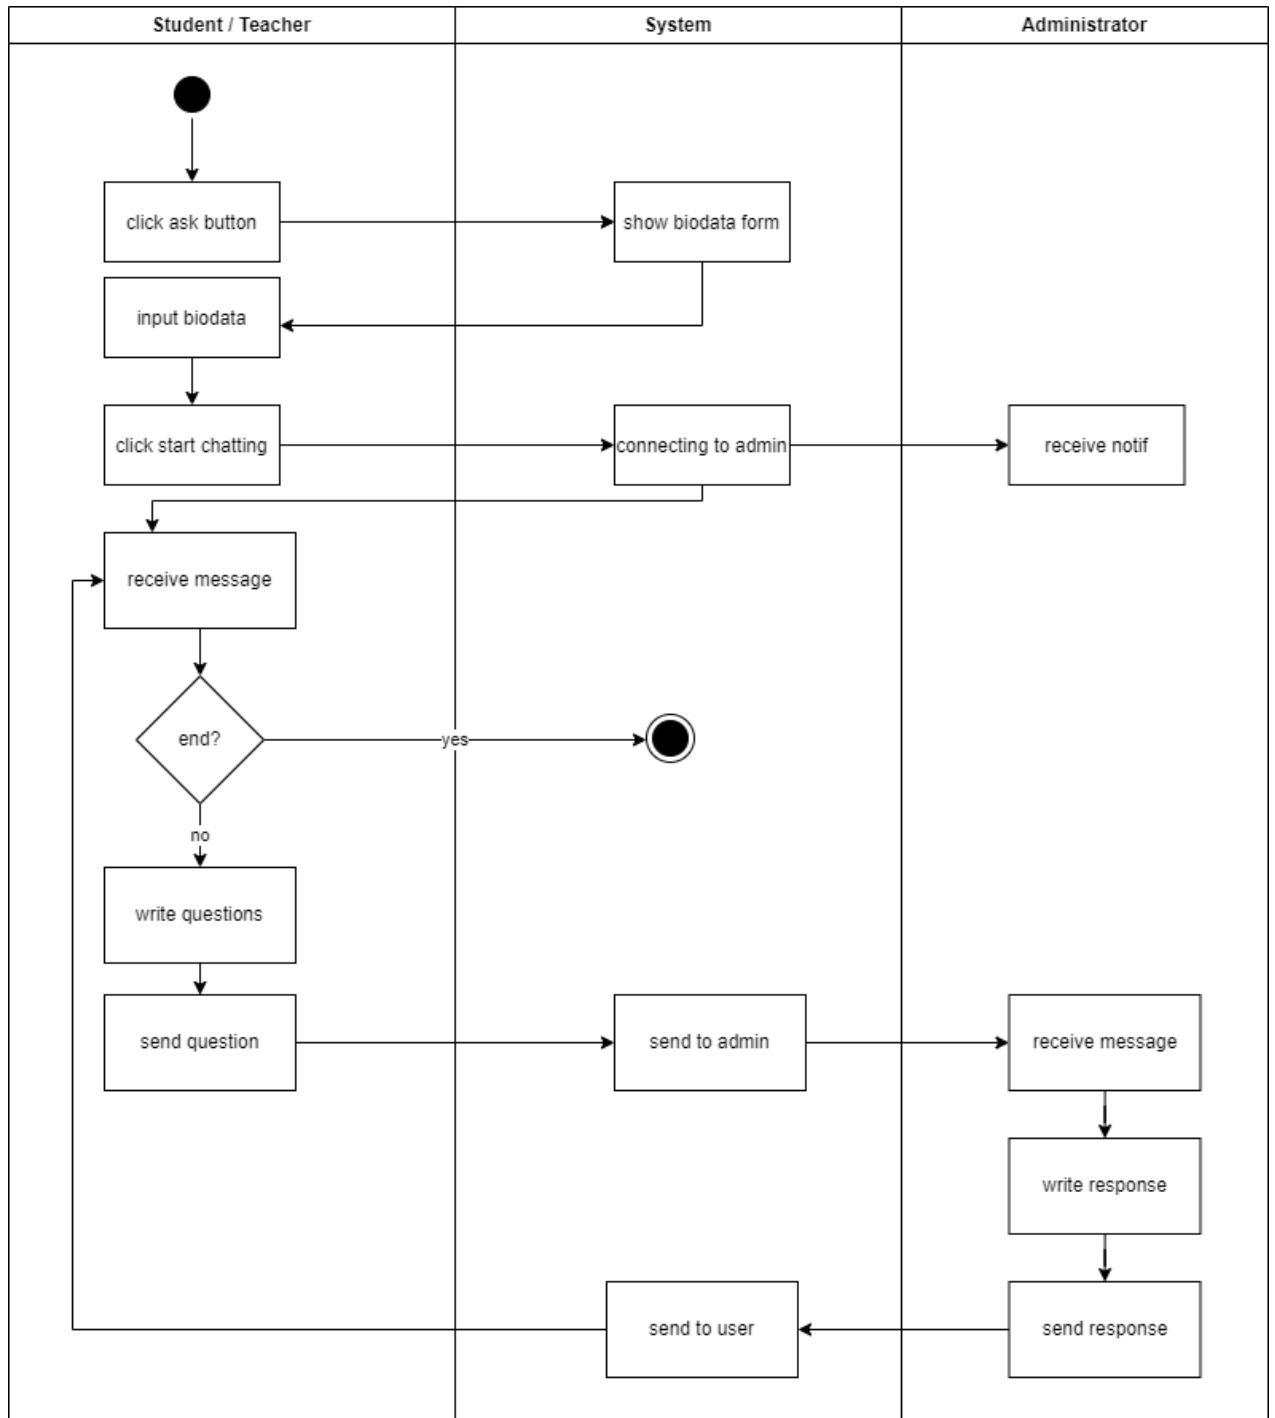 Student / Teacher
System
Administrator
click ask button
show biodata form
input biodata
click start chatting
connecting to admin
receive notif
receive message
end?
yes
no
write questions
send question
send to admin
receive message
write response
send to user
send response